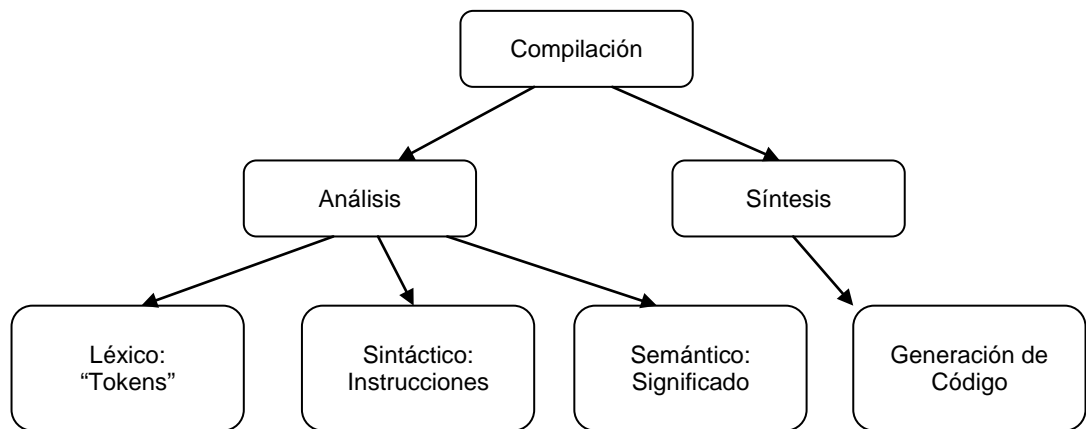 Compilación
Análisis
Síntesis
Léxico:
“Tokens”
Sintáctico:
Instrucciones
Semántico:
Significado
Generación de
Código